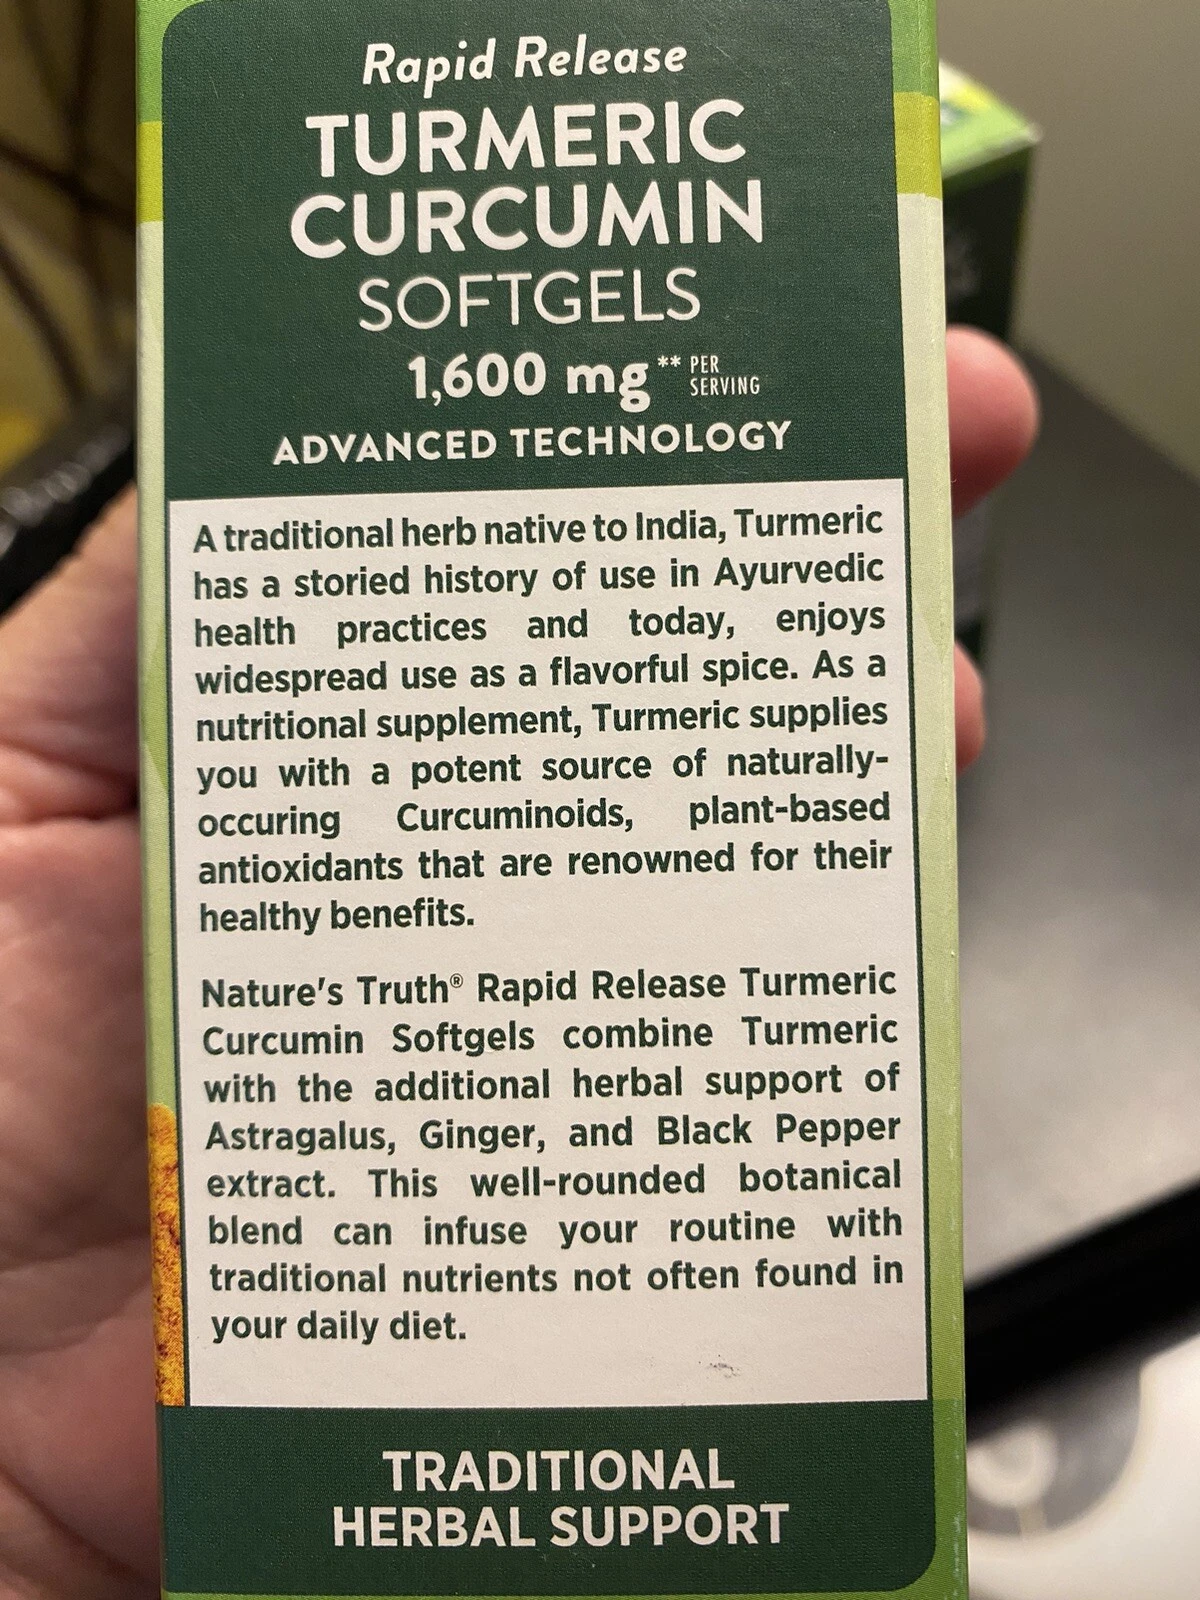 Rapid Release
TURMERIC
CURCUMIN
SOFTGELS
1,600 mg** PER
SERVING
ADVANCED TECHNOLOGY
A traditional herb native to India, Turmeric
has a storied history of use in Ayurvedic
health practices and today, enjoys
widespread use as a flavorful spice. As a
nutritional supplement, Turmeric supplies
you with a potent source of naturally-
occuring Curcuminoids, plant-based
antioxidants that are renowned for their
healthy benefits.
Nature's Truth® Rapid Release Turmeric
Curcumin Softgels combine Turmeric
with the additional herbal support of
Astragalus, Ginger, and Black Pepper
extract. This well-rounded botanical
blend can infuse your routine with
traditional nutrients not often found in
your daily diet.
TRADITIONAL
HERBAL SUPPORT